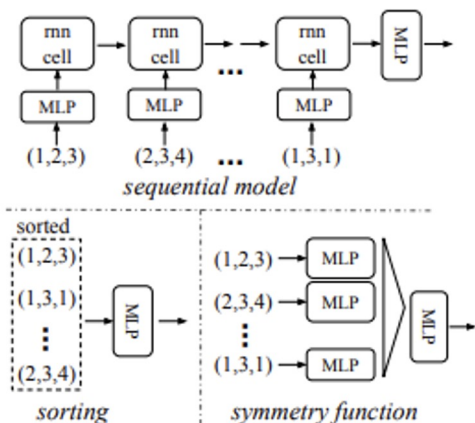 rnn cell rnn cell rnn cell MLP
...
MLP MLP MLP
(1,2,3) (2,3,4) ... (1,3,1)
sequential model
sorted
(1,2,3)
(1,3,1)
...
(2,3,4)
MLP
sorting
(1,2,3) MLP
(2,3,4) MLP
...
(1,3,1) MLP
MLP
symmetry function